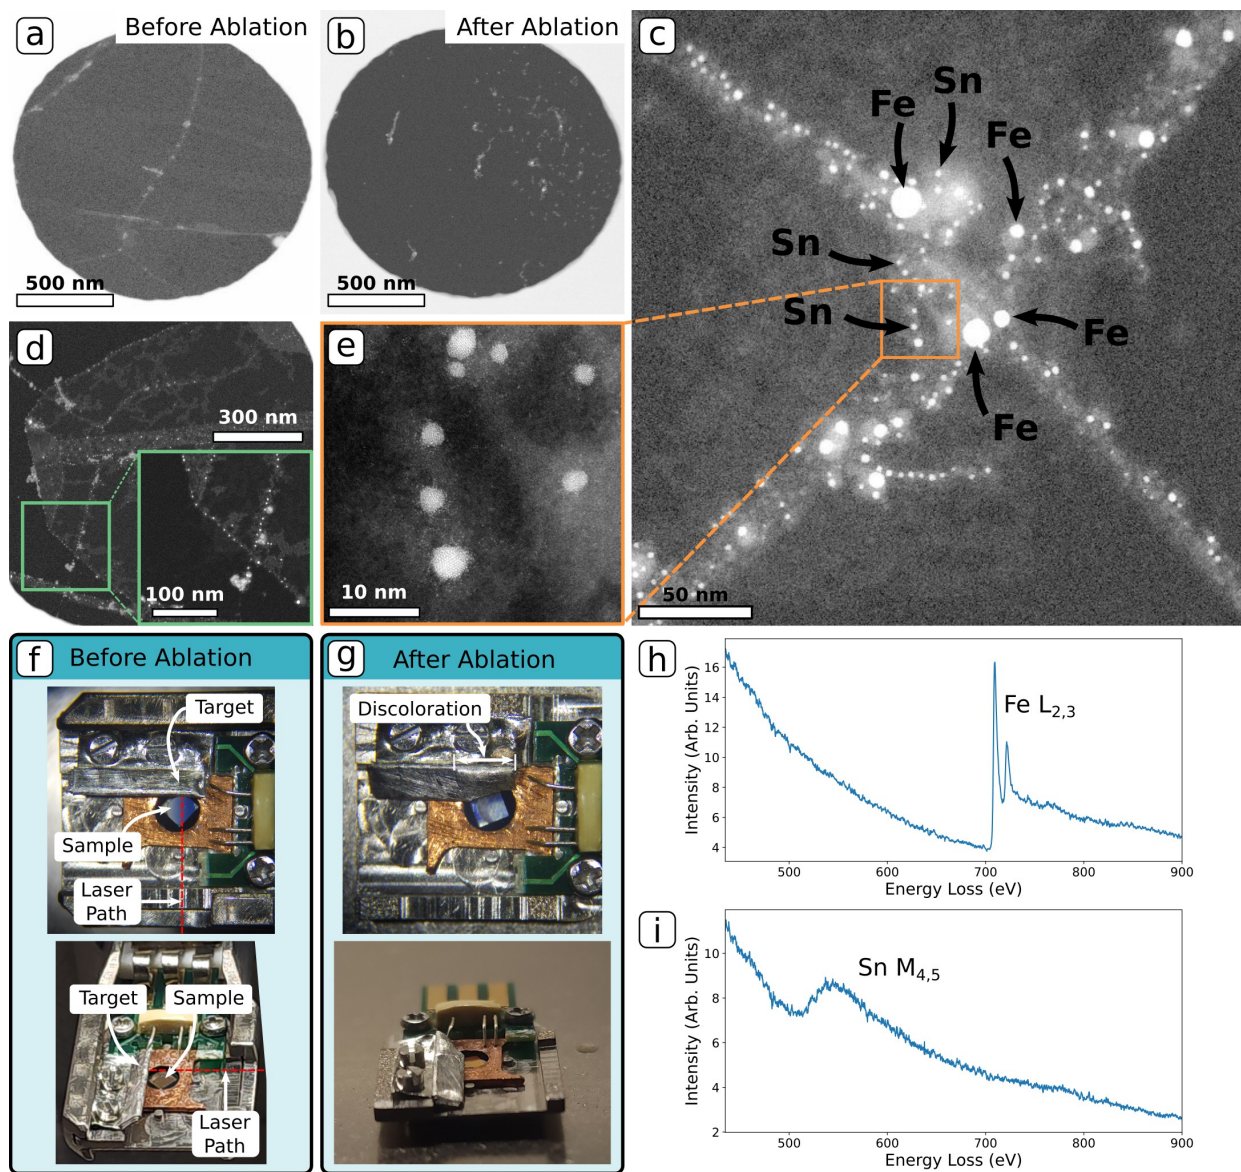 a
Before Ablation
500 nm
b
After Ablation
500 nm
c
Fe
Sn
Fe
Sn
Sn
Fe
Fe
50 nm
d
300 nm
100 nm
e
10 nm
f
Before Ablation
Target
Sample
Laser
Path
Target
Sample
Laser
Path
g
After Ablation
Discoloration
h
Intensity (Arb. Units)
16
14
12
10
8
6
4
Fe L2,3
500
600
700
800
900
Energy Loss (eV)
i
Intensity (Arb. Units)
10
8
6
4
2
Sn M4,5
500
600
700
800
900
Energy Loss (eV)